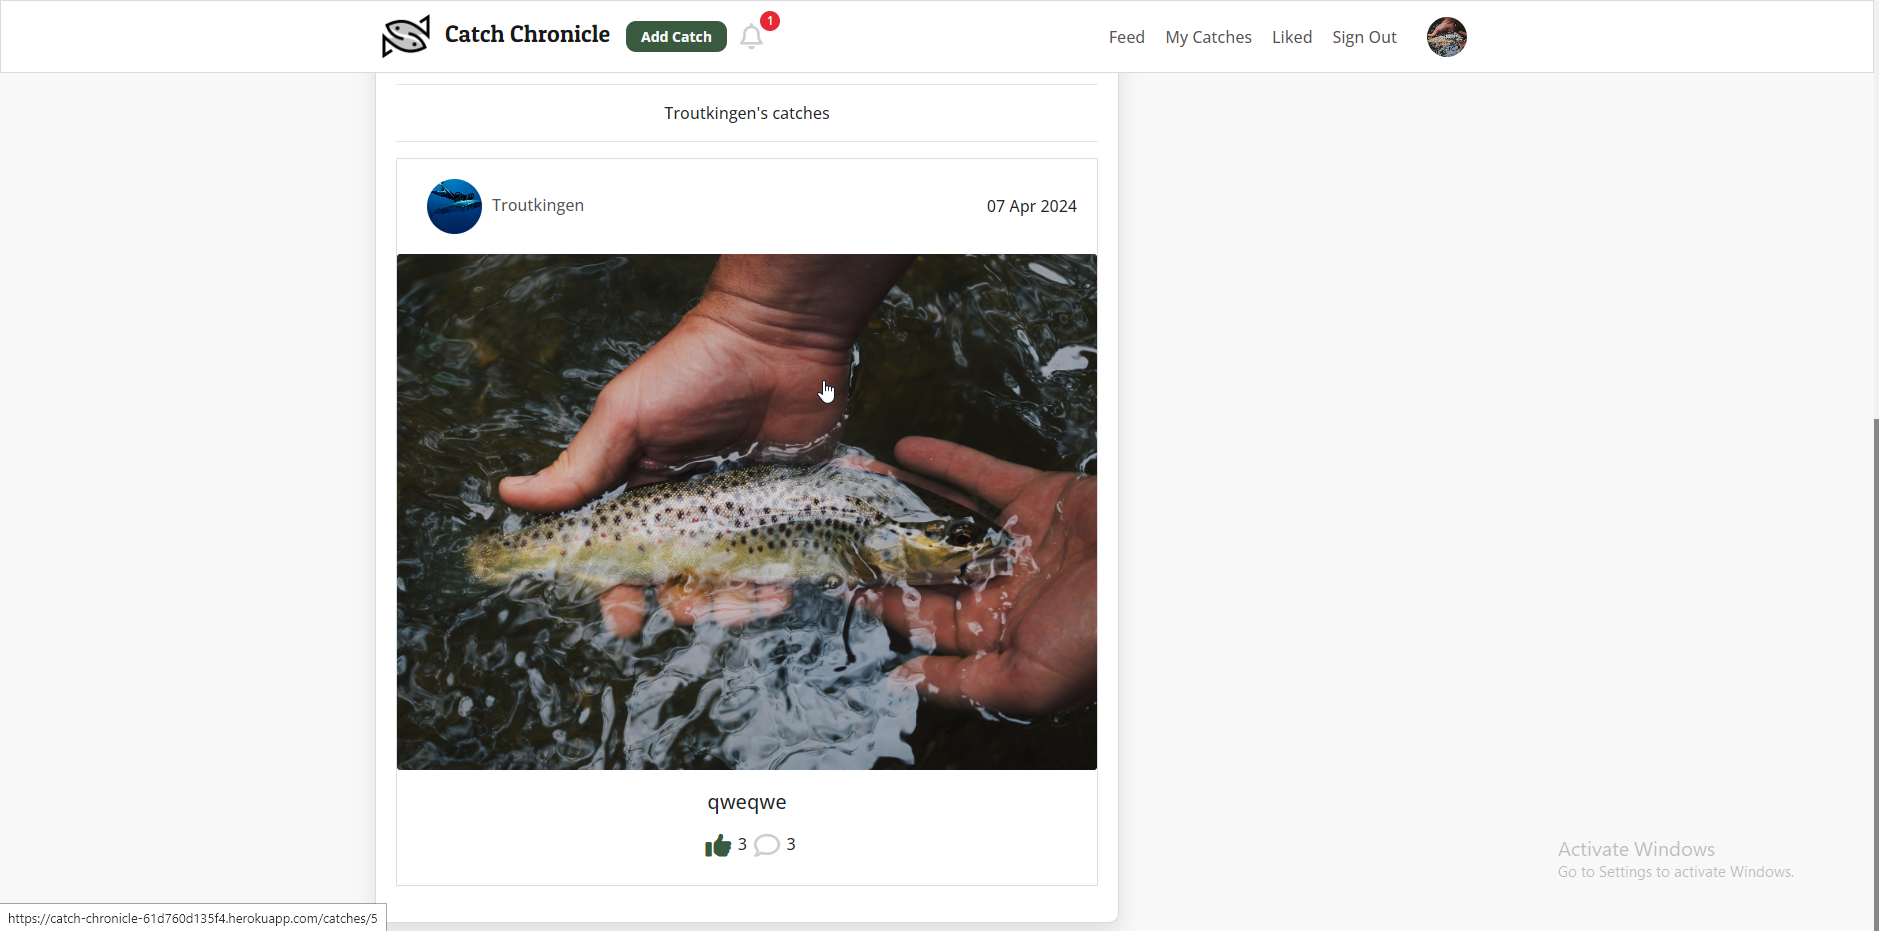 Catch Chronicle
Add Catch
1
Feed
My Catches
Liked
Sign Out
Troutkingen's catches
Troutkingen
07 Apr 2024
qweqwe
3
3
Activate Windows
Go to Settings to activate Windows.
https://catch-chronicle-61d760d135f4.herokuapp.com/catches/5